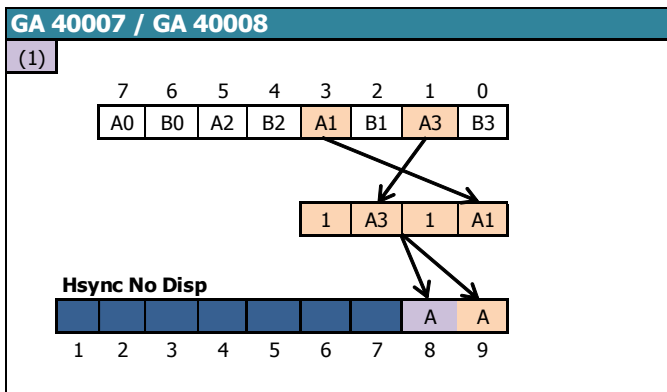 GA 40007 / GA 40008
(1)
7 6 5 4 3 2 1 0
A0 B0 A2 B2 A1 B1 A3 B3
1 A3 1 A1
Hsync No Disp
A A
1 2 3 4 5 6 7 8 9